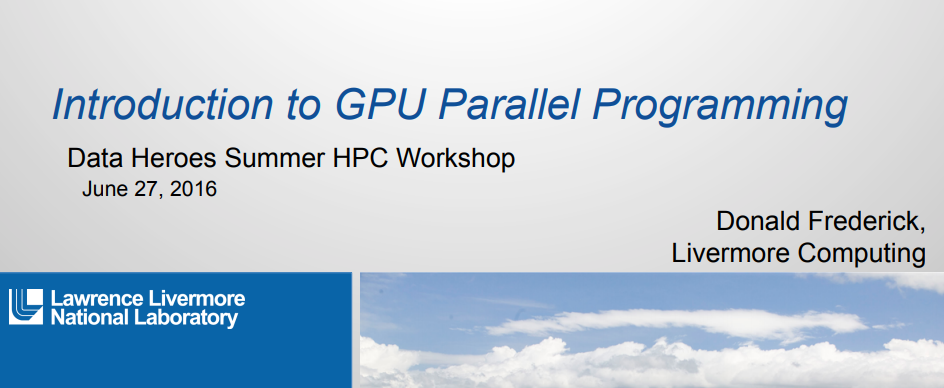 Introduction to GPU Parallel Programming
Data Heroes Summer HPC Workshop
June 27, 2016
Donald Frederick,
Livermore Computing
Lawrence Livermore
National Laboratory